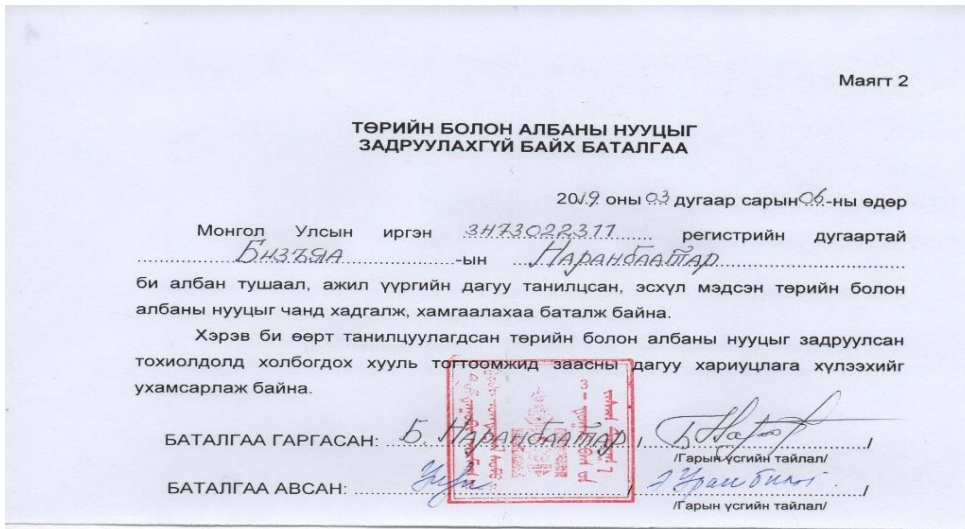 Маягт 2
ТӨРИЙН БОЛОН АЛБАНЫ НУУЦЫГ
ЗАДРУУЛАХГҮЙ БАЙХ БАТАЛГАА
2019 оны 03 дугаар сарын 06-ны өдөр
Монгол Улсын иргэн ЗН73022311 регистрийн дугаартай
Бизъяа-ын Наранбаатар
би албан тушаал, ажил үүргийн дагуу танилцсан, эсхүл мэдсэн төрийн болон
албаны нууцыг чанд хадгалж, хамгаалахаа баталж байна.
Хэрэв би өөрт танилцуулагдсан төрийн болон албаны нууцыг задруулсан
тохиолдолд холбогдох хууль тогтоомжид заасны дагуу хариуцлага хүлээхийг
ухамсарлаж байна.
БАТАЛГАА ГАРГАСАН: Б. Наранбаатар / /
/Гарын үсгийн тайлал/
БАТАЛГАА АВСАН: / /
/Гарын үсгийн тайлал/